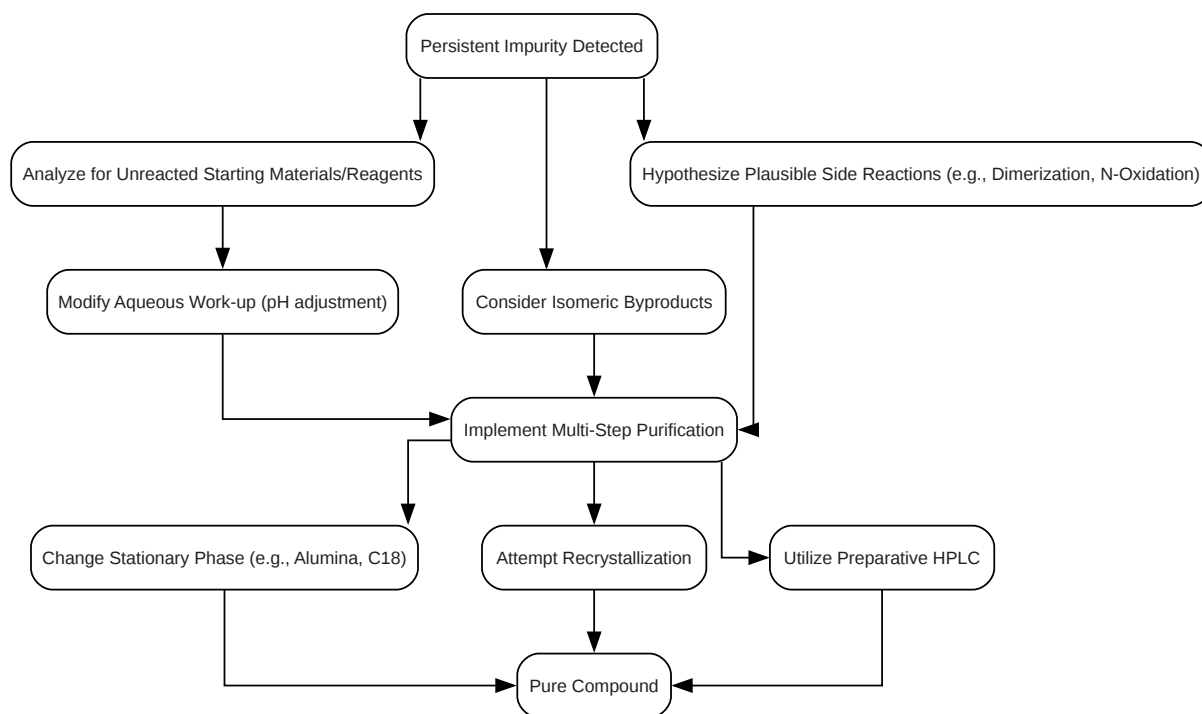 Persistent Impurity Detected
Analyze for Unreacted Starting Materials/Reagents
Hypothesize Plausible Side Reactions (e.g., Dimerization, N-Oxidation)
Modify Aqueous Work-up (pH adjustment)
Consider Isomeric Byproducts
Implement Multi-Step Purification
Change Stationary Phase (e.g., Alumina, C18)
Attempt Recrystallization
Utilize Preparative HPLC
Pure Compound